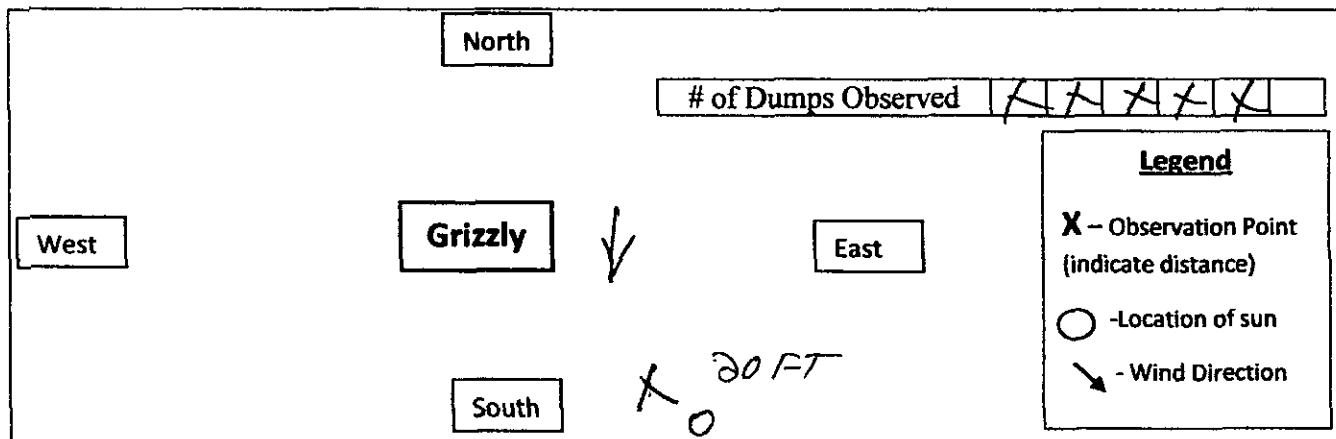 North
# of Dumps Observed X X X X X
Legend
X – Observation Point
(indicate distance)
West
Grizzly
East
O -Location of sun
- Wind Direction
X 20 FT
O
South